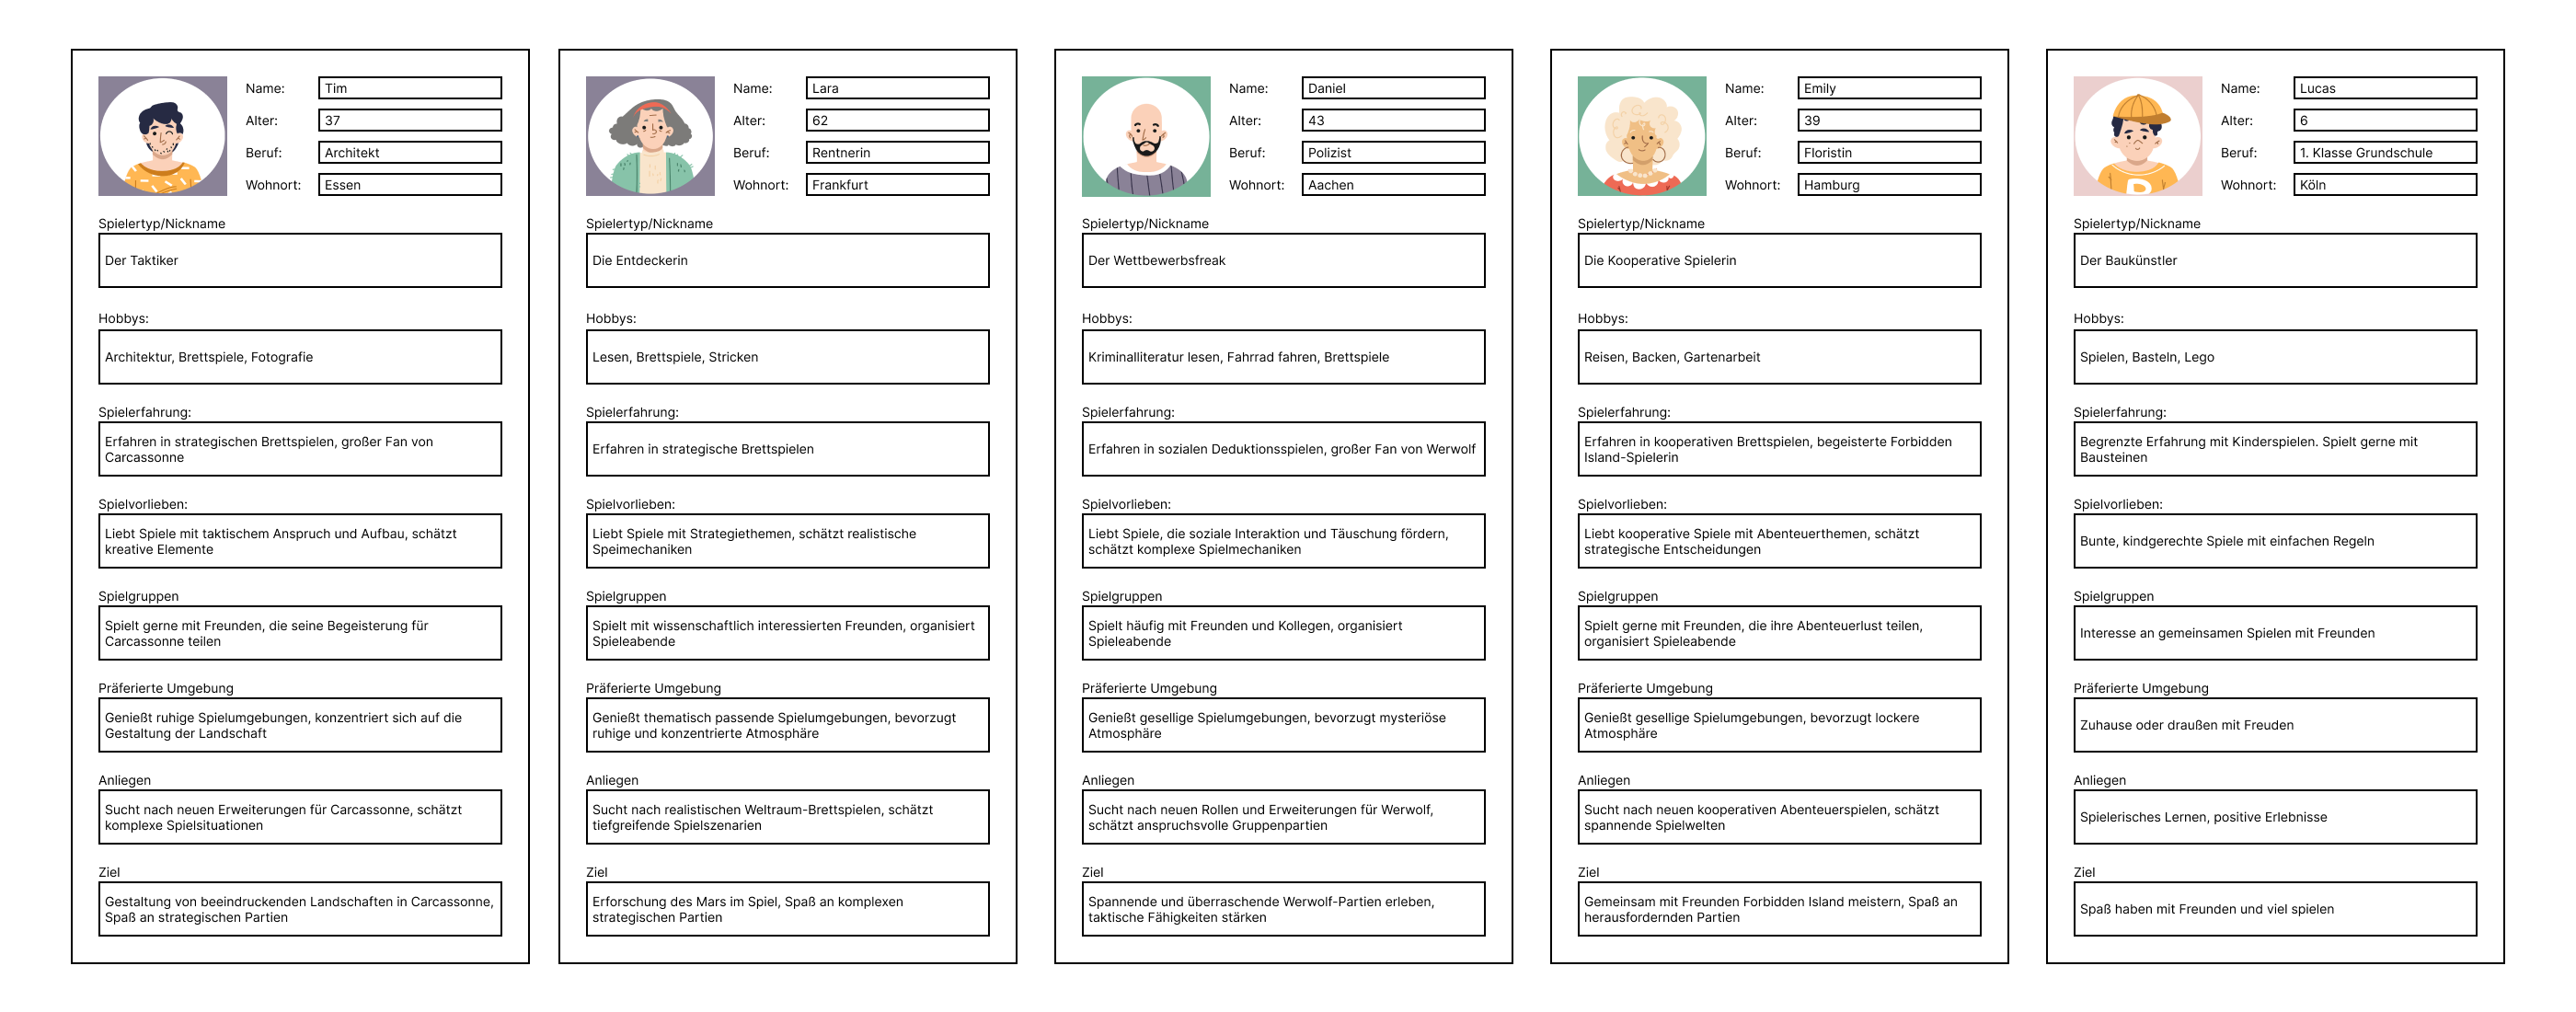 Name: Tim
Alter: 37
Beruf: Architekt
Wohnort: Essen
Spielertyp/Nickname
Der Taktiker
Hobbys:
Architektur, Brettspiele, Fotografie
Spielerfahrung:
Erfahren in strategischen Brettspielen, großer Fan von
Carcassonne
Spielvorlieben:
Liebt Spiele mit taktischem Anspruch und Aufbau, schätzt
kreative Elemente
Spielgruppen
Spielt gerne mit Freunden, die seine Begeisterung für
Carcassonne teilen
Präferierte Umgebung
Genießt ruhige Spielumgebungen, konzentriert sich auf die
Gestaltung der Landschaft
Anliegen
Sucht nach neuen Erweiterungen für Carcassonne, schätzt
komplexe Spielsituationen
Ziel
Gestaltung von beeindruckenden Landschaften in Carcassonne,
Spaß an strategischen Partien
Name: Lara
Alter: 62
Beruf: Rentnerin
Wohnort: Frankfurt
Spielertyp/Nickname
Die Entdeckerin
Hobbys:
Lesen, Brettspiele, Stricken
Spielerfahrung:
Erfahren in strategische Brettspielen
Spielvorlieben:
Liebt Spiele mit Strategiethemen, schätzt realistische
Speimechaniken
Spielgruppen
Spielt mit wissenschaftlich interessierten Freunden, organisiert
Spieleabende
Präferierte Umgebung
Genießt thematisch passende Spielumgebungen, bevorzugt
ruhige und konzentrierte Atmosphäre
Anliegen
Sucht nach realistischen Weltraum-Brettspielen, schätzt
tiefgreifende Spielszenarien
Ziel
Erforschung des Mars im Spiel, Spaß an komplexen
strategischen Partien
Name: Daniel
Alter: 43
Beruf: Polizist
Wohnort: Aachen
Spielertyp/Nickname
Der Wettbewerbsfreak
Hobbys:
Kriminalliteratur lesen, Fahrrad fahren, Brettspiele
Spielerfahrung:
Erfahren in sozialen Deduktionsspielen, großer Fan von Werwolf
Spielvorlieben:
Liebt Spiele, die soziale Interaktion und Täuschung fördern,
schätzt komplexe Spielmechaniken
Spielgruppen
Spielt häufig mit Freunden und Kollegen, organisiert
Spieleabende
Präferierte Umgebung
Genießt gesellige Spielumgebungen, bevorzugt mysteriöse
Atmosphäre
Anliegen
Sucht nach neuen Rollen und Erweiterungen für Werwolf,
schätzt anspruchsvolle Gruppenpartien
Ziel
Spannende und überraschende Werwolf-Partien erleben,
taktische Fähigkeiten stärken
Name: Emily
Alter: 39
Beruf: Floristin
Wohnort: Hamburg
Spielertyp/Nickname
Die Kooperative Spielerin
Hobbys:
Reisen, Backen, Gartenarbeit
Spielerfahrung:
Erfahren in kooperativen Brettspielen, begeisterte Forbidden
Island-Spielerin
Spielvorlieben:
Liebt kooperative Spiele mit Abenteuerthemen, schätzt
strategische Entscheidungen
Spielgruppen
Spielt gerne mit Freunden, die ihre Abenteuerlust teilen,
organisiert Spieleabende
Präferierte Umgebung
Genießt gesellige Spielumgebungen, bevorzugt lockere
Atmosphäre
Anliegen
Sucht nach neuen kooperativen Abenteuerspielen, schätzt
spannende Spielwelten
Ziel
Gemeinsam mit Freunden Forbidden Island meistern, Spaß an
herausfordernden Partien
Name: Lucas
Alter: 6
Beruf: 1. Klasse Grundschule
Wohnort: Köln
Spielertyp/Nickname
Der Baukünstler
Hobbys:
Spielen, Basteln, Lego
Spielerfahrung:
Begrenzte Erfahrung mit Kinderspielen. Spielt gerne mit
Bausteinen
Spielvorlieben:
Bunte, kindgerechte Spiele mit einfachen Regeln
Spielgruppen
Interesse an gemeinsamen Spielen mit Freunden
Präferierte Umgebung
Zuhause oder draußen mit Freuden
Anliegen
Spielerisches Lernen, positive Erlebnisse
Ziel
Spaß haben mit Freunden und viel spielen